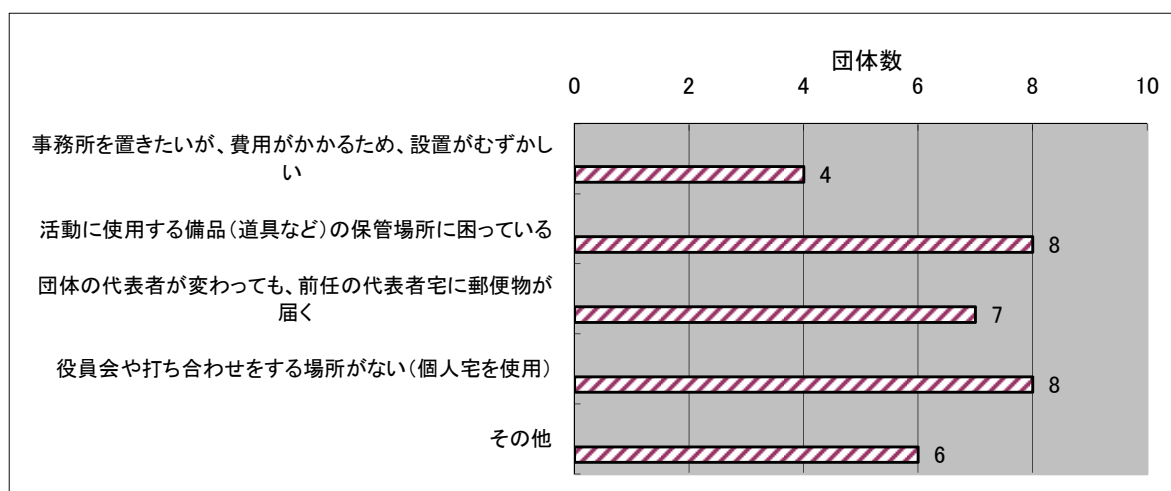 団体数
0 2 4 6 8 10
事務所を置きたいが、費用がかかるため、設置がむずかし
い
4
活動に使用する備品（道具など）の保管場所に困っている
8
団体の代表者が変わっても、前任の代表者宅に郵便物が
届く
7
役員会や打ち合わせをする場所がない（個人宅を使用）
8
その他
6